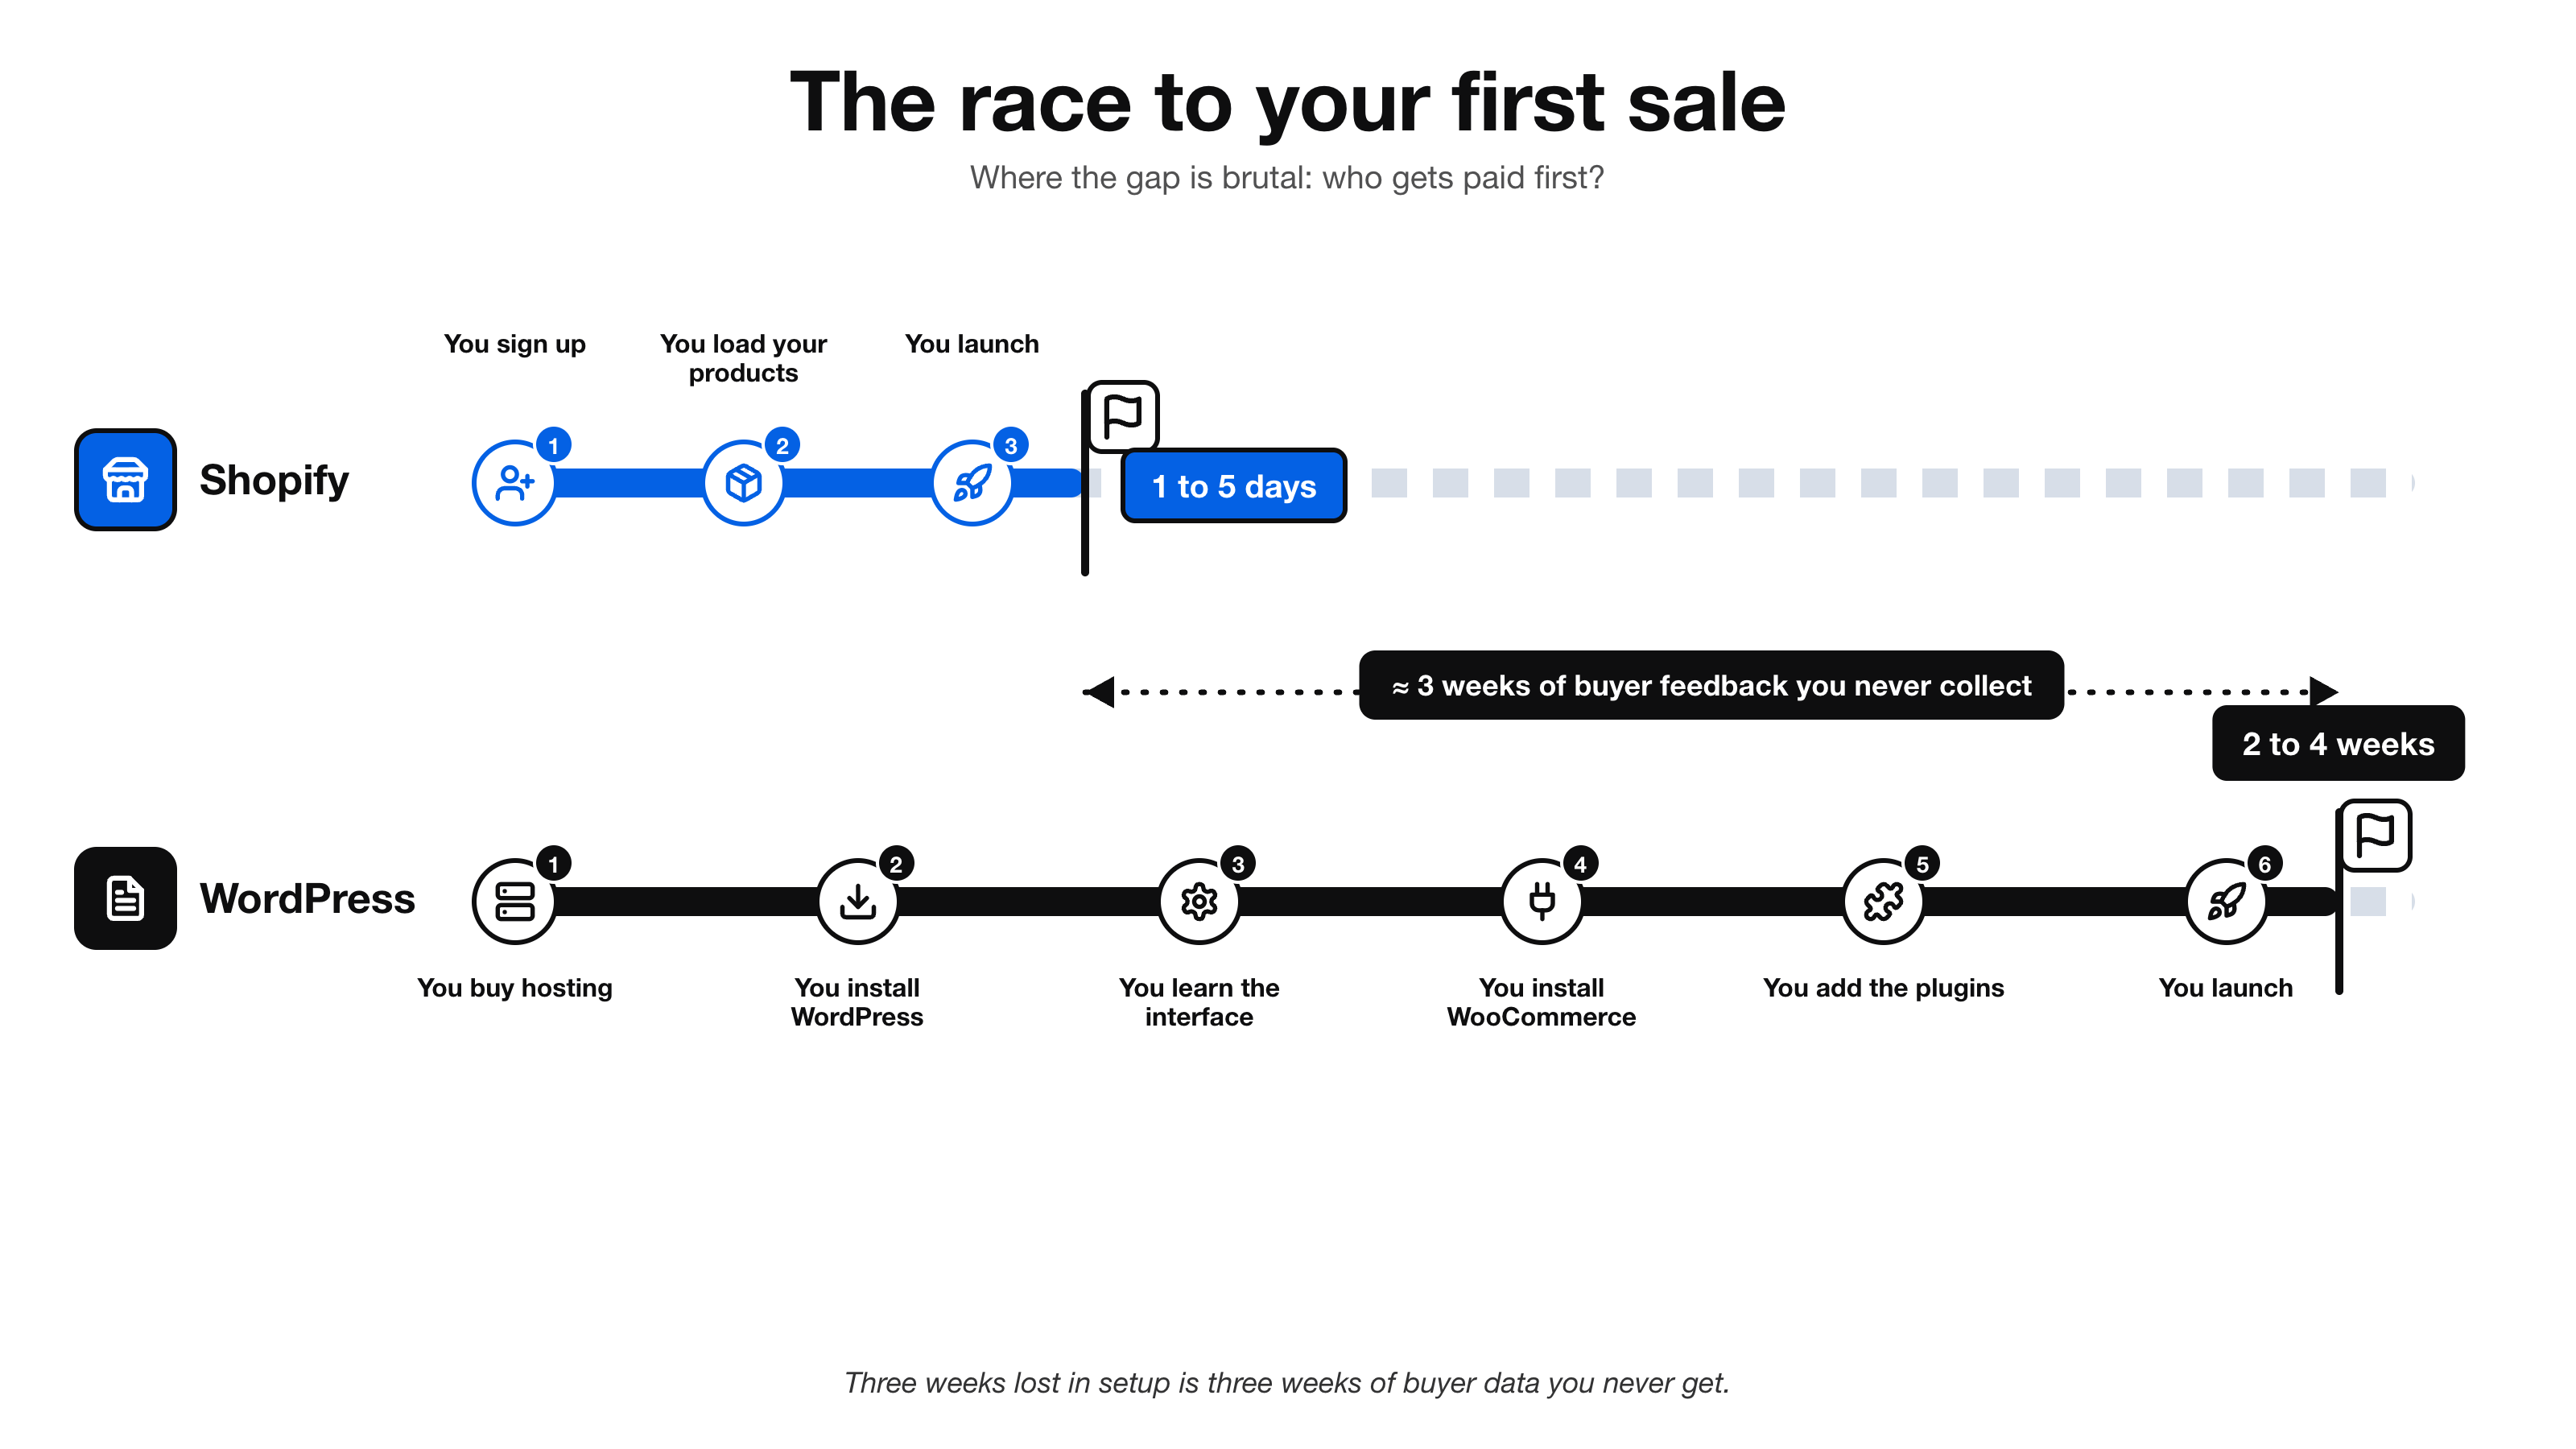 The race to your first sale
Where the gap is brutal: who gets paid first?
You sign up
You load your
products
You launch
Shopify
1
2
3
1 to 5 days
≈ 3 weeks of buyer feedback you never collect
2 to 4 weeks
WordPress
1
2
3
4
5
6
You buy hosting
You install
WordPress
You learn the
interface
You install
WooCommerce
You add the plugins
You launch
Three weeks lost in setup is three weeks of buyer data you never get.